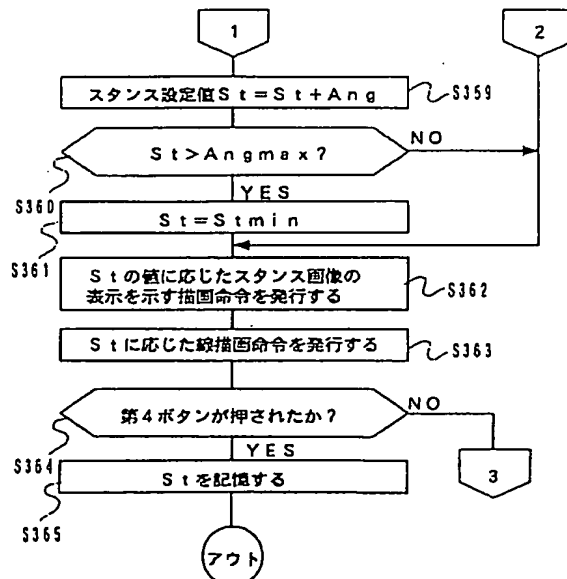 1
2
スタンス設定値St=St+Ang
S359
St>Angmax?
NO
S360
YES
St=Stmin
S361
Stの値に応じたスタンス画像の
表示を示す描画命令を発行する
S362
Stに応じた線描画命令を発行する
S363
第4ボタンが押されたか?
NO
S364
YES
3
Stを記憶する
S365
アウト